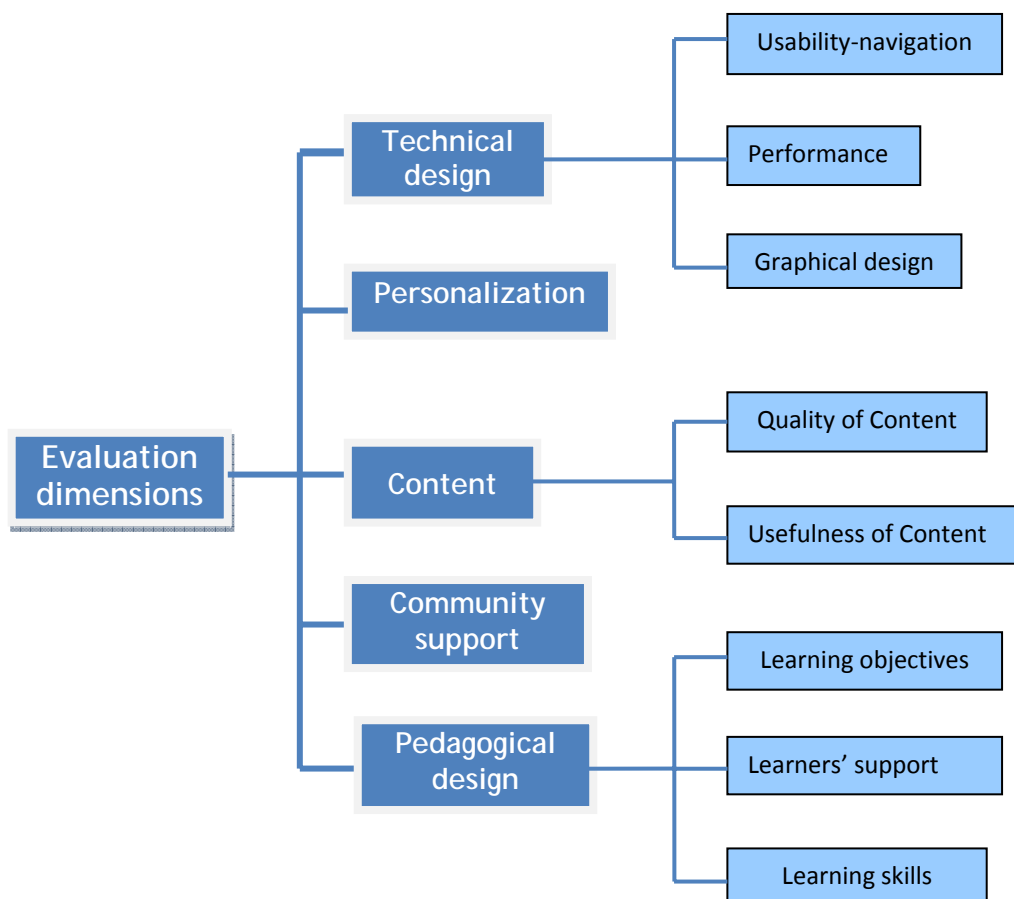 Evaluation
dimensions
Technical
design
Usability-navigation
Performance
Graphical design
Personalization
Content
Quality of Content
Usefulness of Content
Community
support
Pedagogical
design
Learning objectives
Learners’ support
Learning skills